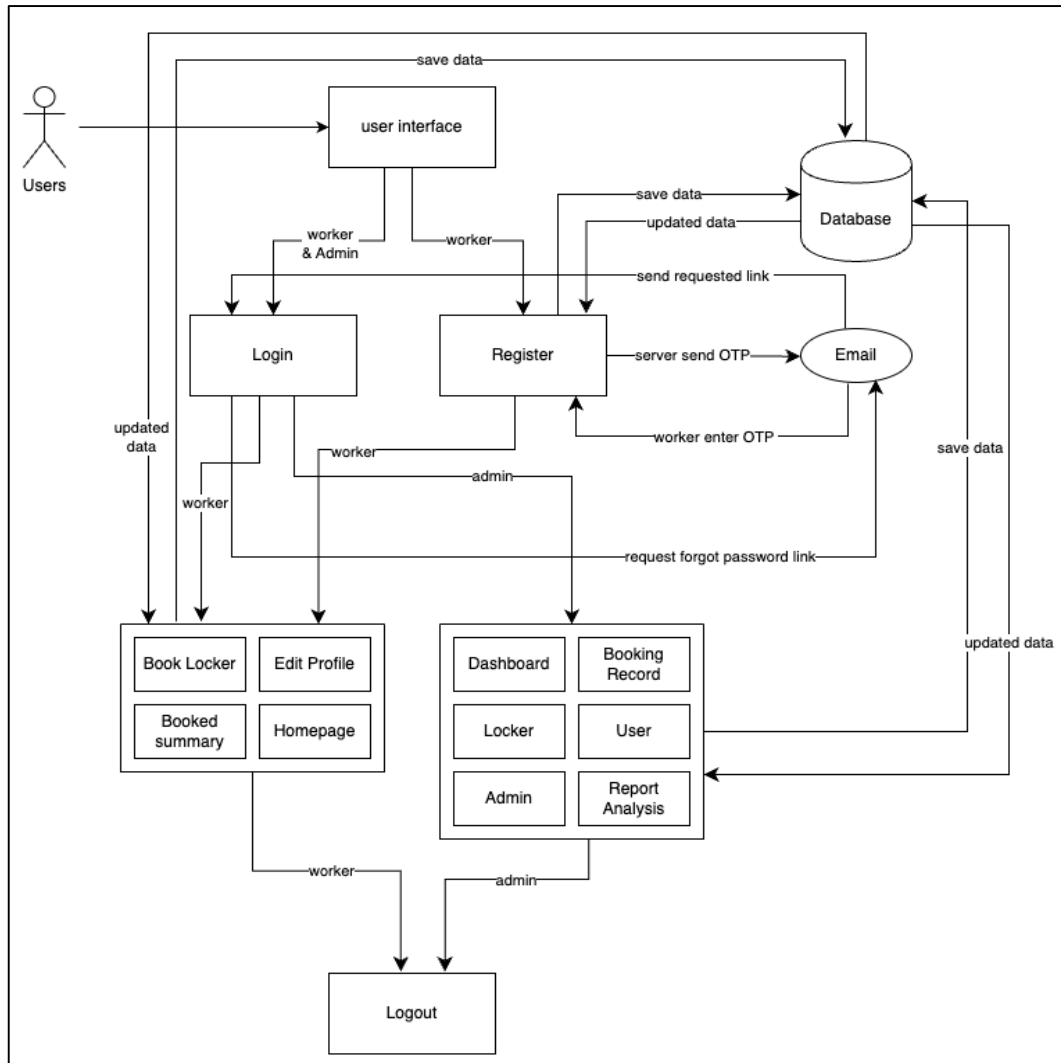 save data
user interface
Users
save data
updated data
Database
worker
& Admin
worker
send requested link
Login
Register
server send OTP
Email
updated
data
worker
worker enter OTP
save data
worker
admin
request forgot password link
updated data
Book Locker
Edit Profile
Booked
summary
Homepage
Dashboard
Booking
Record
Locker
User
Admin
Report
Analysis
worker
admin
Logout